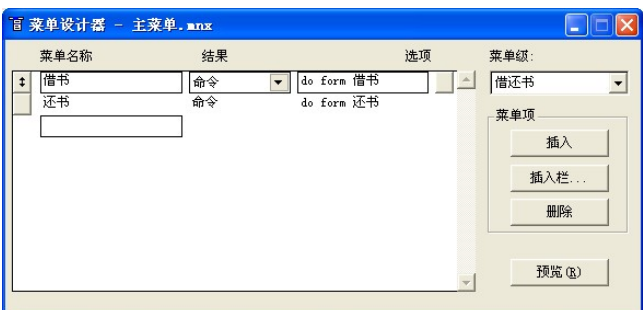 菜单设计器 - 主菜单.mnx
菜单名称 结果 选项 菜单级:
借书 命令 do form 借书 借还书
还书 命令 do form 还书
菜单项
插入
插入栏...
删除
预览(R)